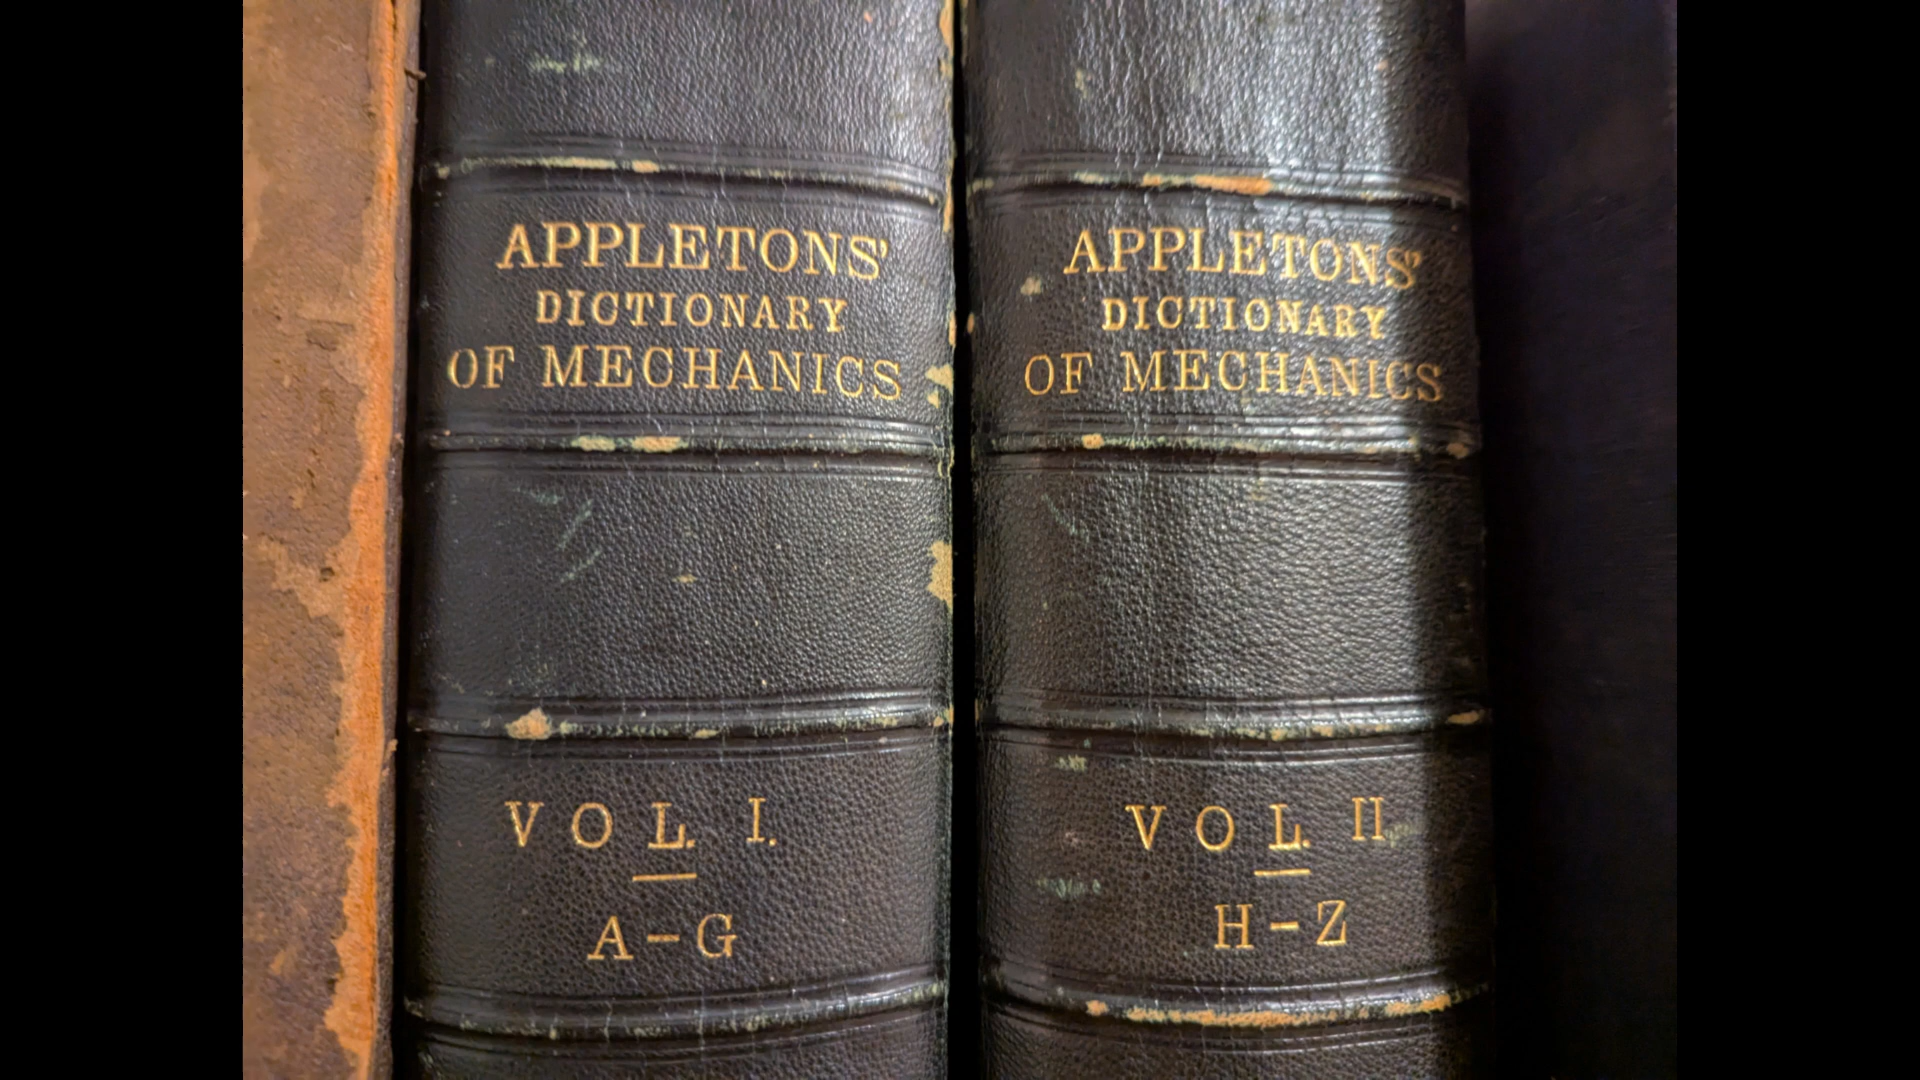 APPLETONS'
DICTIONARY
OF MECHANICS
VOL. I.
A-G
APPLETONS'
DICTIONARY
OF MECHANICS
VOL. II
H-Z